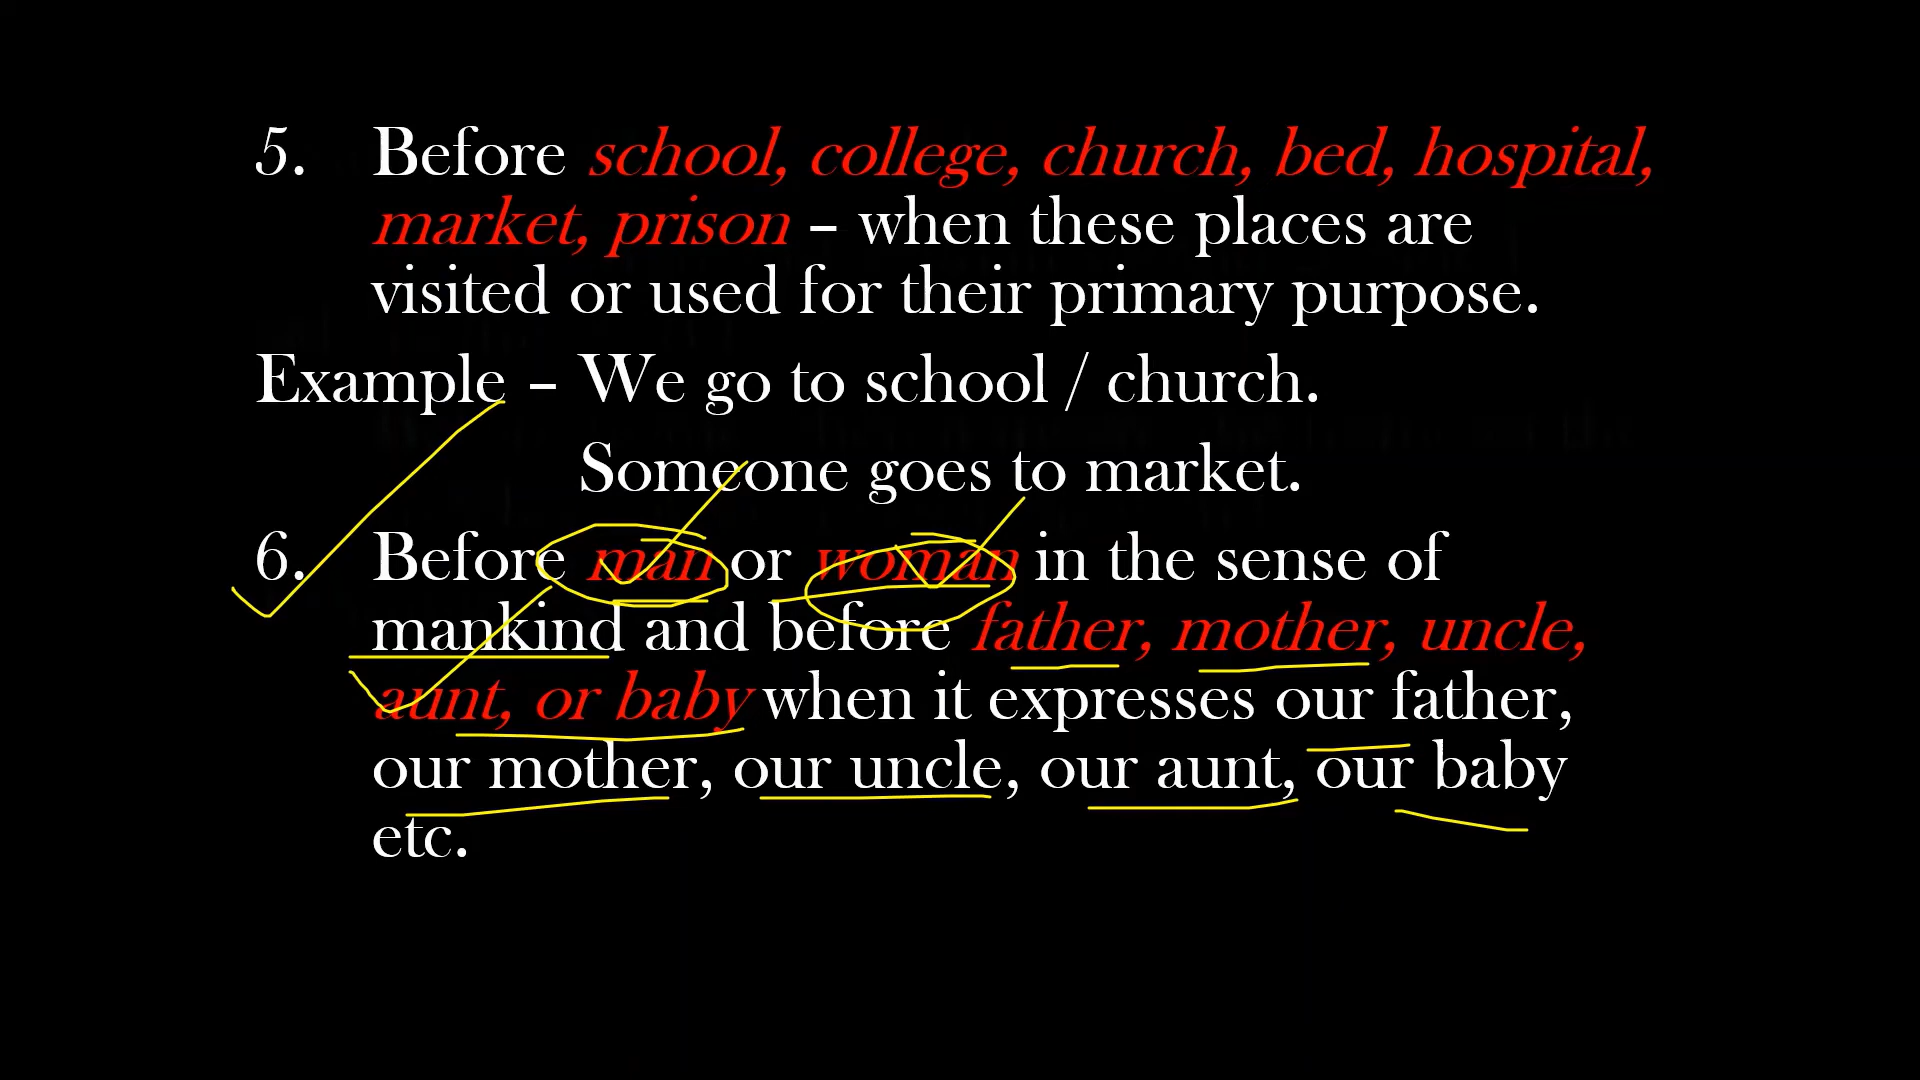 5. Before school, college, church, bed, hospital,
market, prison – when these places are
visited or used for their primary purpose.
Example – We go to school / church.
Someone goes to market.
6. Before man or woman in the sense of
mankind and before father, mother, uncle,
aunt, or baby when it expresses our father,
our mother, our uncle, our aunt, our baby
etc.